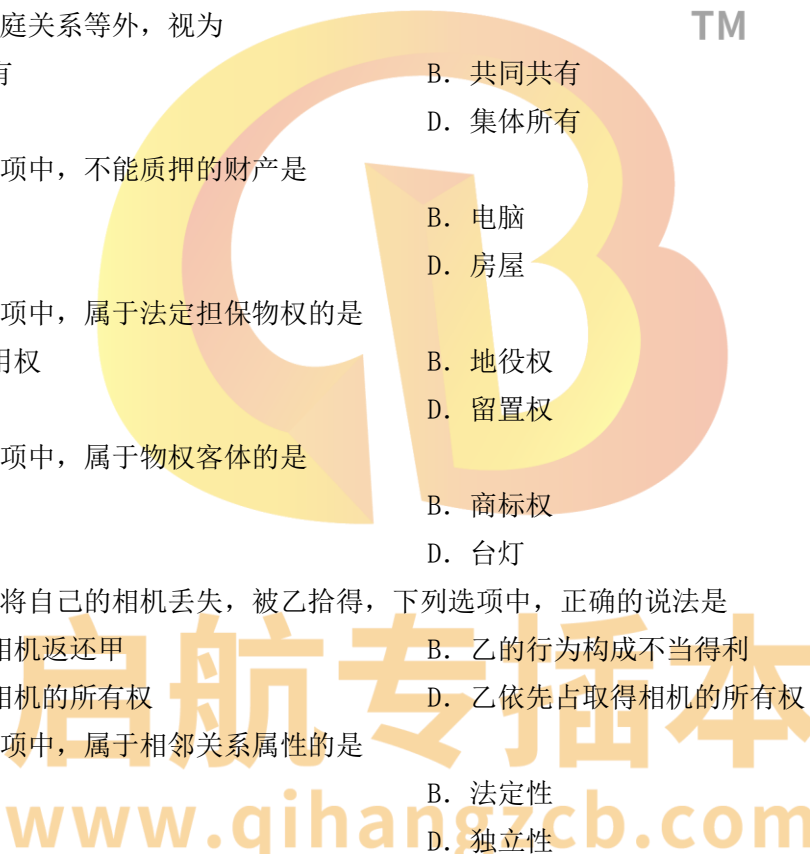 庭关系等外，视为
TM
有 B. 共同共有
D. 集体所有
项中，不能质押的财产是
B. 电脑
D. 房屋
项中，属于法定担保物权的是
用权 B. 地役权
D. 留置权
项中，属于物权客体的是
B. 商标权
D. 台灯
将自己的相机丢失，被乙拾得，下列选项中，正确的说法是
相机返还甲 B. 乙的行为构成不当得利
相机的所有权 D. 乙依先占取得相机的所有权
项中，属于相邻关系属性的是
B. 法定性
D. 独立性
启航专插本
www.qihangzcb.com